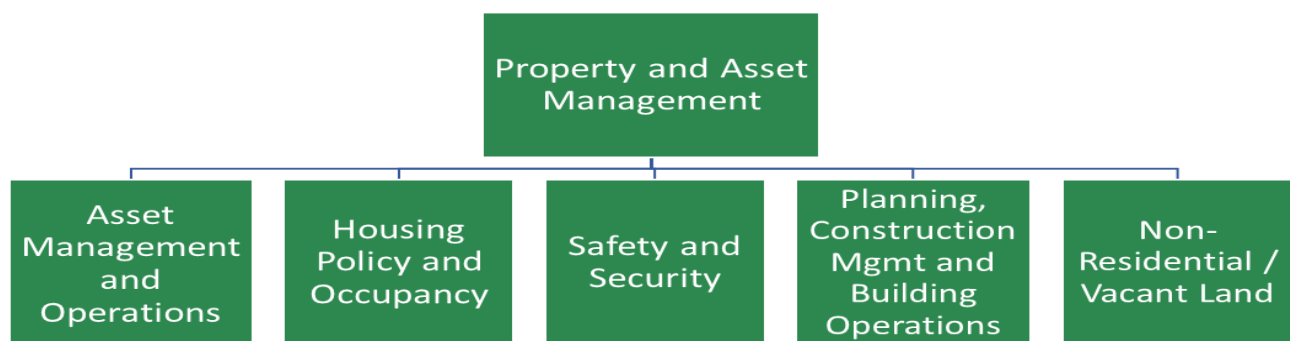 Property and Asset
Management
Asset
Management
and
Operations
Housing
Policy and
Occupancy
Safety and
Security
Planning,
Construction
Mgmt and
Building
Operations
Non-
Residential /
Vacant Land